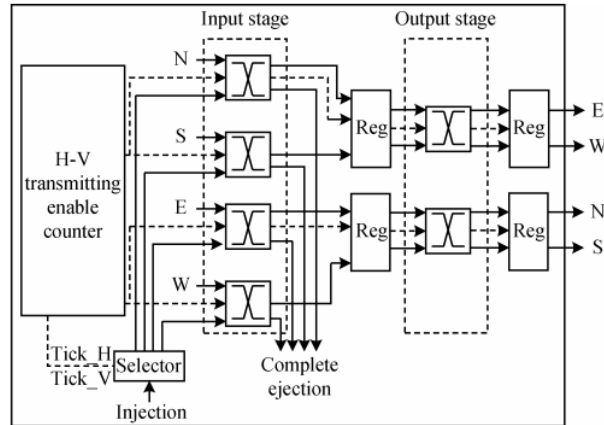 Input stage
Output stage
N
S
E
W
H-V
transmitting
enable
counter
Reg
Reg
E
W
Reg
Reg
N
S
Tick_H
Tick_V
Selector
Injection
Complete
ejection